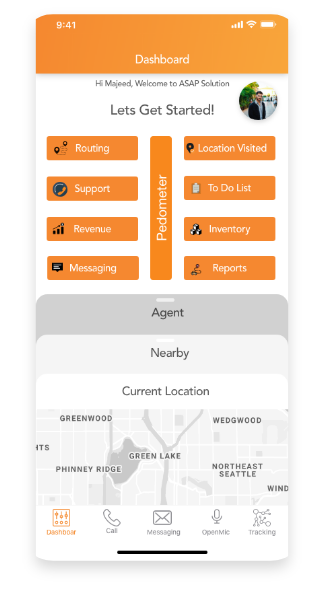 9:41
Dashboard
Hi Majeed, Welcome to ASAP Solution
Lets Get Started!
Routing
Location Visited
Support
To Do List
Pedometer
Revenue
Inventory
Messaging
Reports
Agent
Nearby
Current Location
GREENWOOD
WEDGWOOD
HTS
GREEN LAKE
PHINNEY RIDGE
NORTHEAST
SEATTLE
WIND
Dashboar
Call
Messaging
OpenMic
Tracking